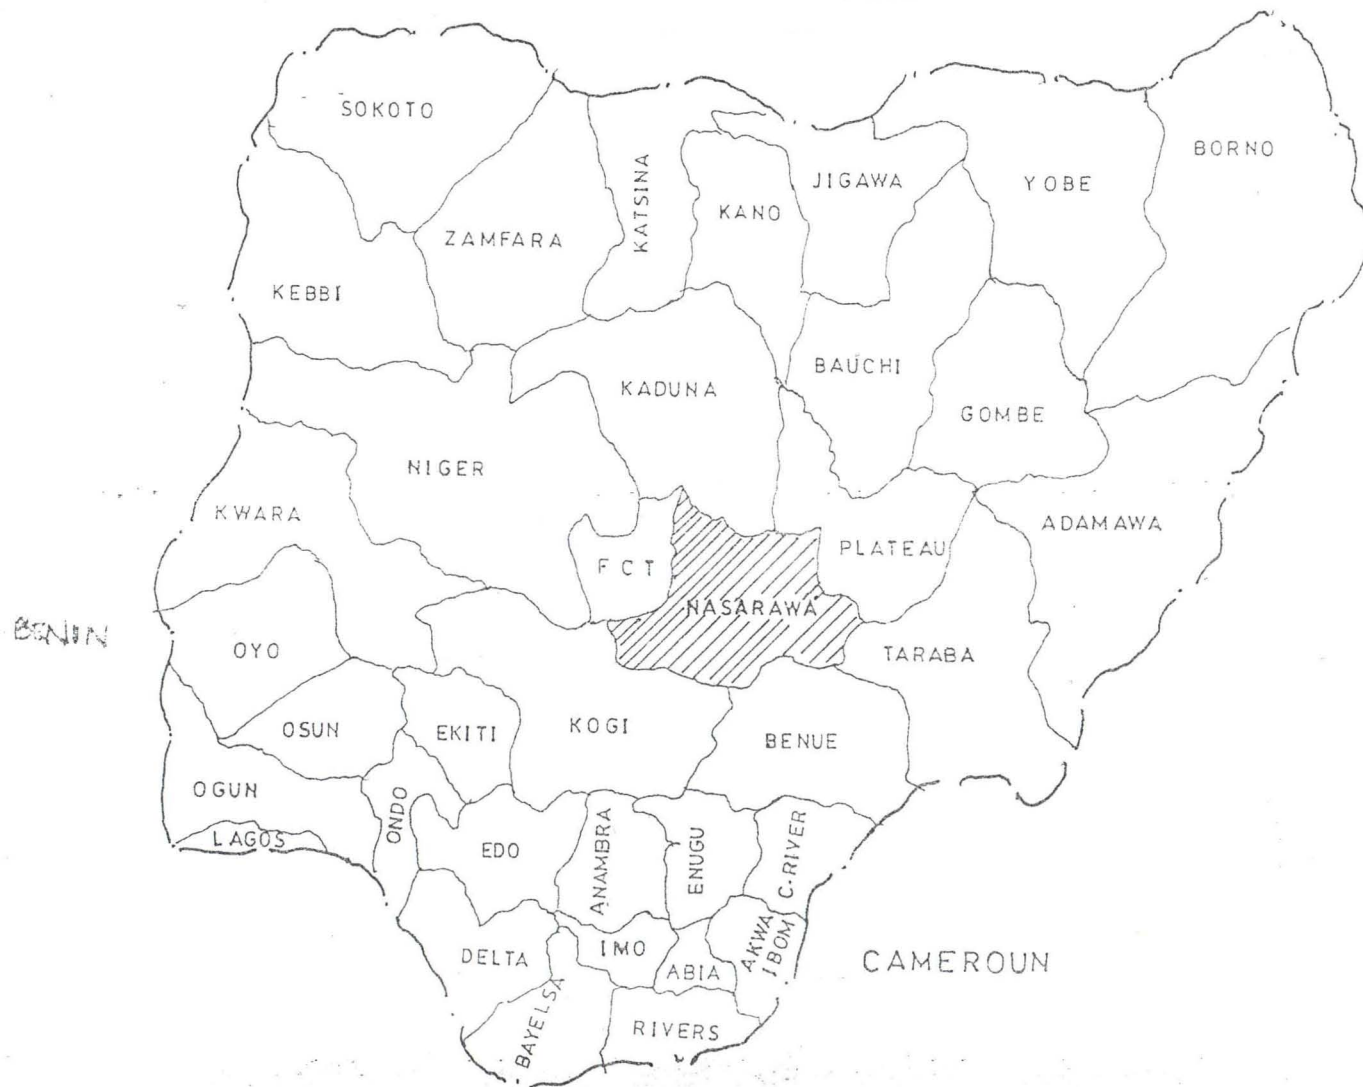 SOKOTO
BORNO
KATSINA
JIGAWA
YOBE
KANO
ZAMFARA
KEBBI
BAUCHI
KADUNA
GOMBE
NIGER
KWARA
ADAMAWA
PLATEAU
F C T
NASARAWA
BENIN
OYO
TARABA
OSUN
EKITI
KOGI
BENUE
OGUN
ONDO
LAGOS
EDO
ANAMBRA
ENUGU
C-RIVER
AKWA
IBOM
IMO
DELTA
ABIA
CAMEROUN
BAYELSA
RIVERS